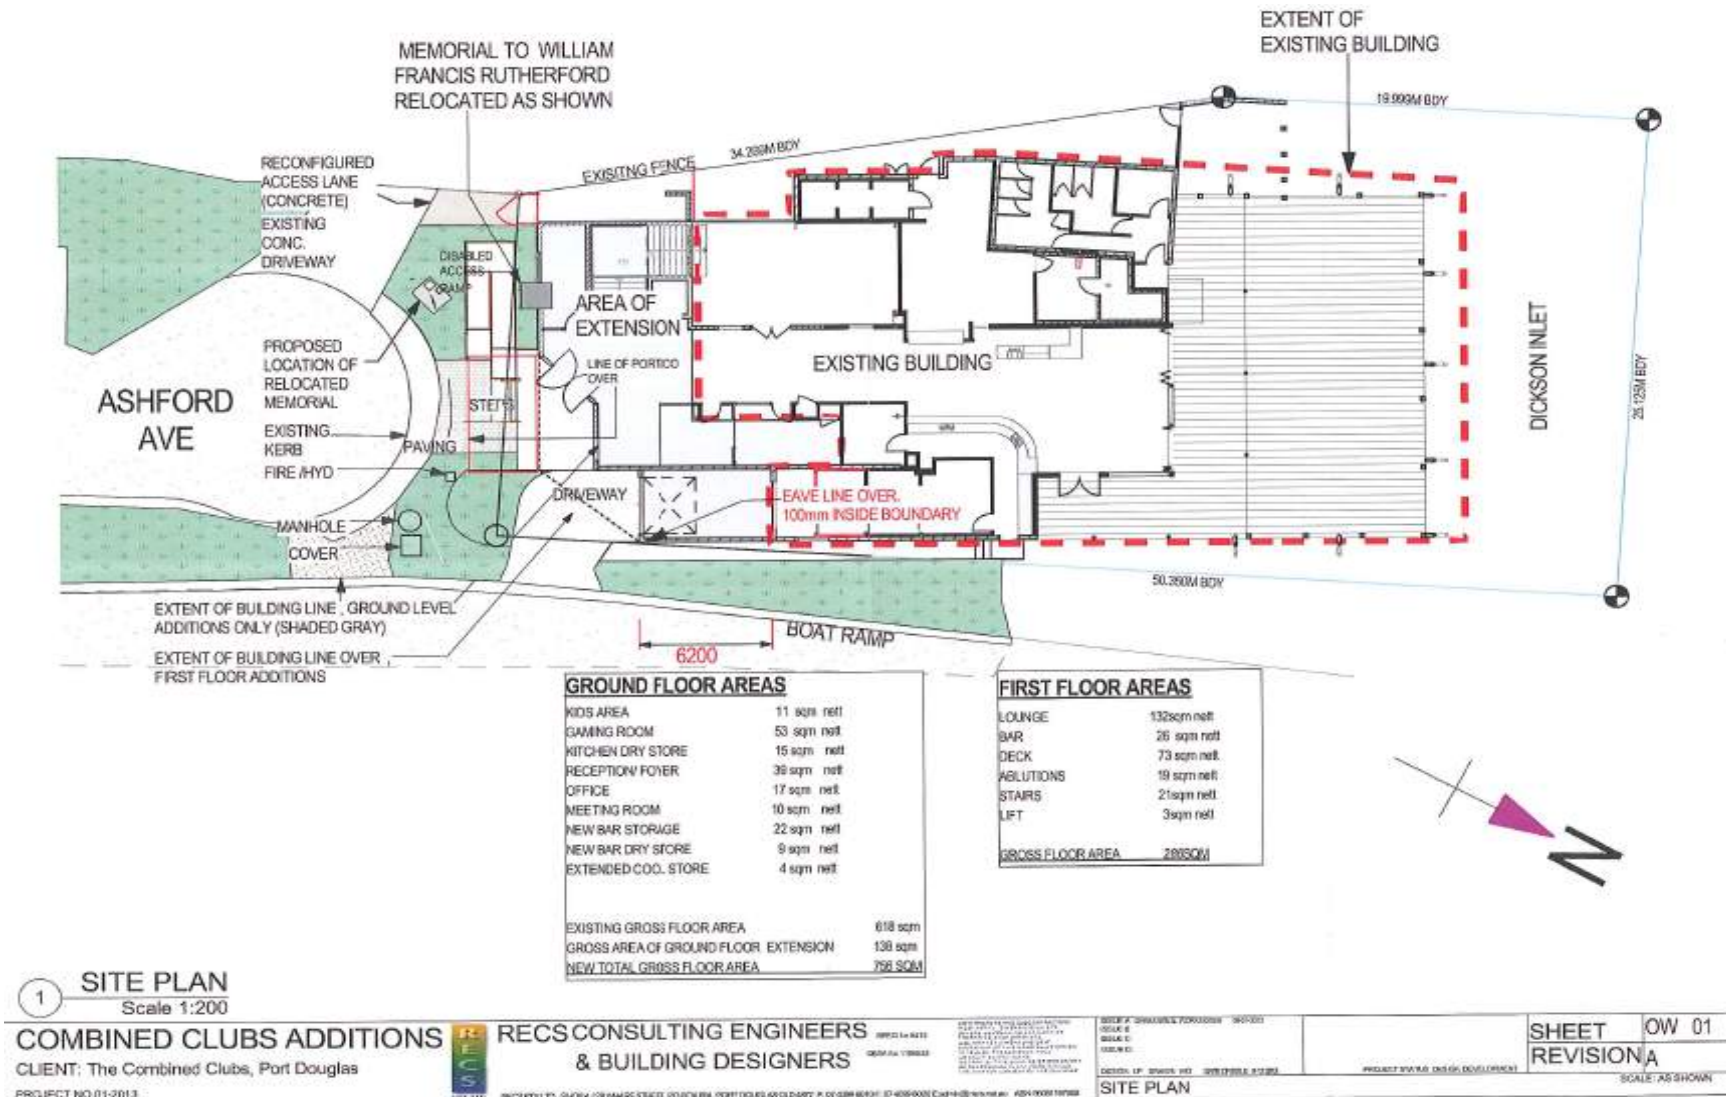 EXTENT OF
EXISTING BUILDING
MEMORIAL TO WILLIAM
FRANCIS RUTHERFORD
RELOCATED AS SHOWN
19.999M BDY
34.289M BDY
EXISITNG FENCE
RECONFIGURED
ACCESS LANE
(CONCRETE)
EXISTING
CONC.
DRIVEWAY
DISABLED
ACCESS
RAMP
AREA OF
EXTENSION
PROPOSED
LOCATION OF
RELOCATED
MEMORIAL
LINE OF PORTICO
OVER
EXISTING BUILDING
DICKSON INLET
25.125M BDY
ASHFORD
AVE
STEPS
EXISTING
KERB
PAVING
FIRE /HYD
DRIVEWAY
EAVE LINE OVER.
100mm INSIDE BOUNDARY
MANHOLE
COVER
50.350M BDY
EXTENT OF BUILDING LINE , GROUND LEVEL
ADDITIONS ONLY (SHADED GRAY)
BOAT RAMP
EXTENT OF BUILDING LINE OVER ,
FIRST FLOOR ADDITIONS
6200
GROUND FLOOR AREAS
KIDS AREA 11 sqm nett
GAMING ROOM 53 sqm nett
KITCHEN DRY STORE 15 sqm nett
RECEPTION/ FOYER 39 sqm nett
OFFICE 17 sqm nett
MEETING ROOM 10 sqm nett
NEW BAR STORAGE 22 sqm nett
NEW BAR DRY STORE 9 sqm nett
EXTENDED COO. STORE 4 sqm nett
EXISTING GROSS FLOOR AREA 618 sqm
GROSS AREA OF GROUND FLOOR EXTENSION 138 sqm
NEW TOTAL GROSS FLOOR AREA 756 SQM
FIRST FLOOR AREAS
LOUNGE 132sqm nett
BAR 26 sqm nett
DECK 73 sqm nett
ABLUTIONS 19 sqm nett
STAIRS 21sqm nett
LIFT 3sqm nett
GROSS FLOOR AREA
N
1 SITE PLAN
Scale 1:200
COMBINED CLUBS ADDITIONS
CLIENT: The Combined Clubs, Port Douglas
PROJECT NO.01-2013
RECS
RECS CONSULTING ENGINEERS
& BUILDING DESIGNERS
PROJECT STATUS DESIGN DEVELOPMENT
SITE PLAN
SHEET OW 01
REVISION A
SCALE: AS SHOWN